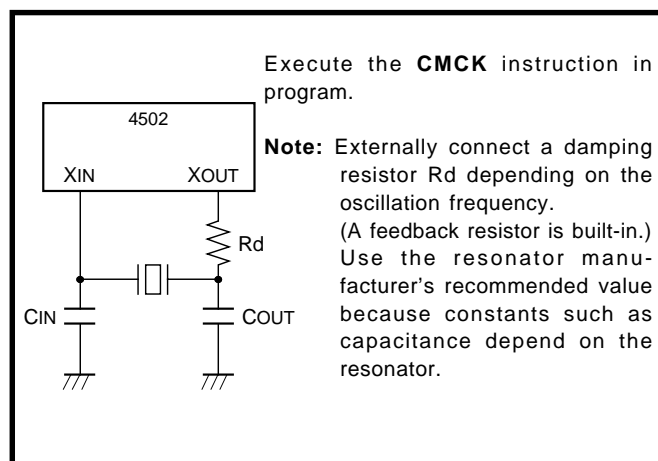 Execute the CMCK instruction in
program.
4502
XIN
XOUT
Rd
CIN
COUT
Note: Externally connect a damping
resistor Rd depending on the
oscillation frequency.
(A feedback resistor is built-in.)
Use the resonator manu-
facturer's recommended value
because constants such as
capacitance depend on the
resonator.